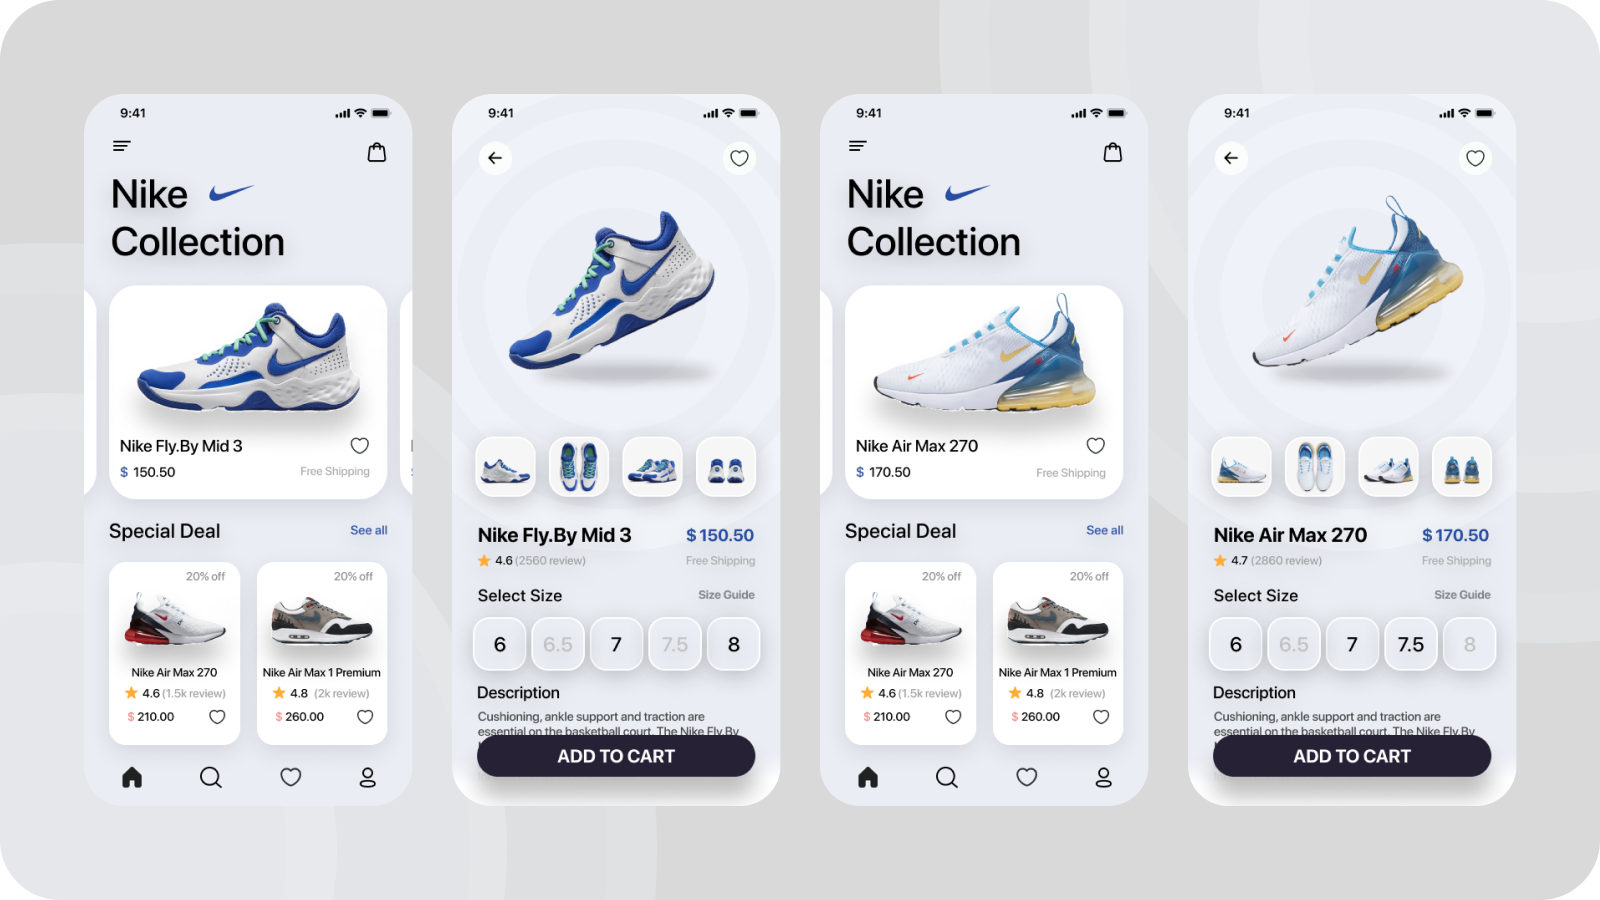 9:41
Nike
Collection
Nike Fly.By Mid 3
$ 150.50 Free Shipping
Special Deal See all
20% off
Nike Air Max 270
4.6 (1.5k review)
$ 210.00
20% off
Nike Air Max 1 Premium
4.8 (2k review)
$ 260.00
9:41
Nike Fly.By Mid 3 $ 150.50
4.6 (2560 review) Free Shipping
Select Size Size Guide
6 6.5 7 7.5 8
Description
Cushioning, ankle support and traction are
essential on the basketball court. The Nike Fly.By
ADD TO CART
9:41
Nike
Collection
Nike Air Max 270
$ 170.50 Free Shipping
Special Deal See all
20% off
Nike Air Max 270
4.6 (1.5k review)
$ 210.00
20% off
Nike Air Max 1 Premium
4.8 (2k review)
$ 260.00
9:41
Nike Air Max 270 $ 170.50
4.7 (2860 review) Free Shipping
Select Size Size Guide
6 6.5 7 7.5 8
Description
Cushioning, ankle support and traction are
essential on the basketball court. The Nike Fly.By
ADD TO CART